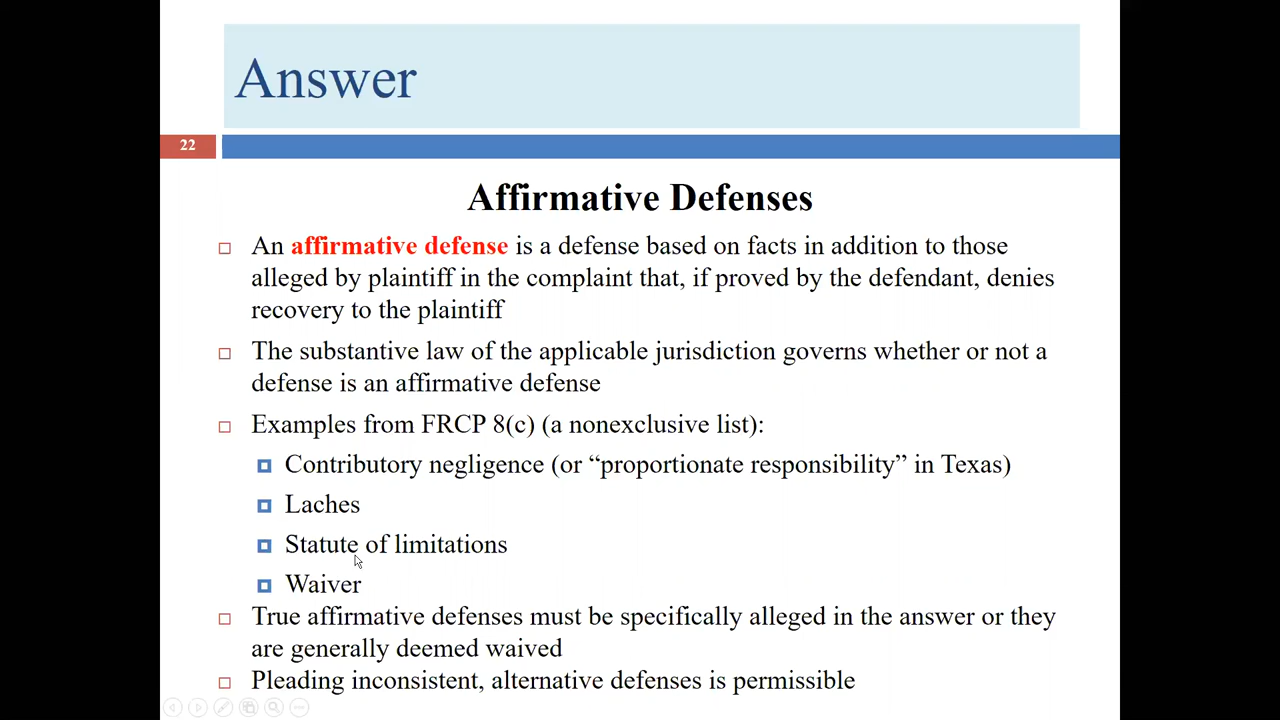 Answer
22
Affirmative Defenses
An affirmative defense is a defense based on facts in addition to those
alleged by plaintiff in the complaint that, if proved by the defendant, denies
recovery to the plaintiff
The substantive law of the applicable jurisdiction governs whether or not a
defense is an affirmative defense
Examples from FRCP 8(c) (a nonexclusive list):
Contributory negligence (or “proportionate responsibility” in Texas)
Laches
Statute of limitations
Waiver
True affirmative defenses must be specifically alleged in the answer or they
are generally deemed waived
Pleading inconsistent, alternative defenses is permissible